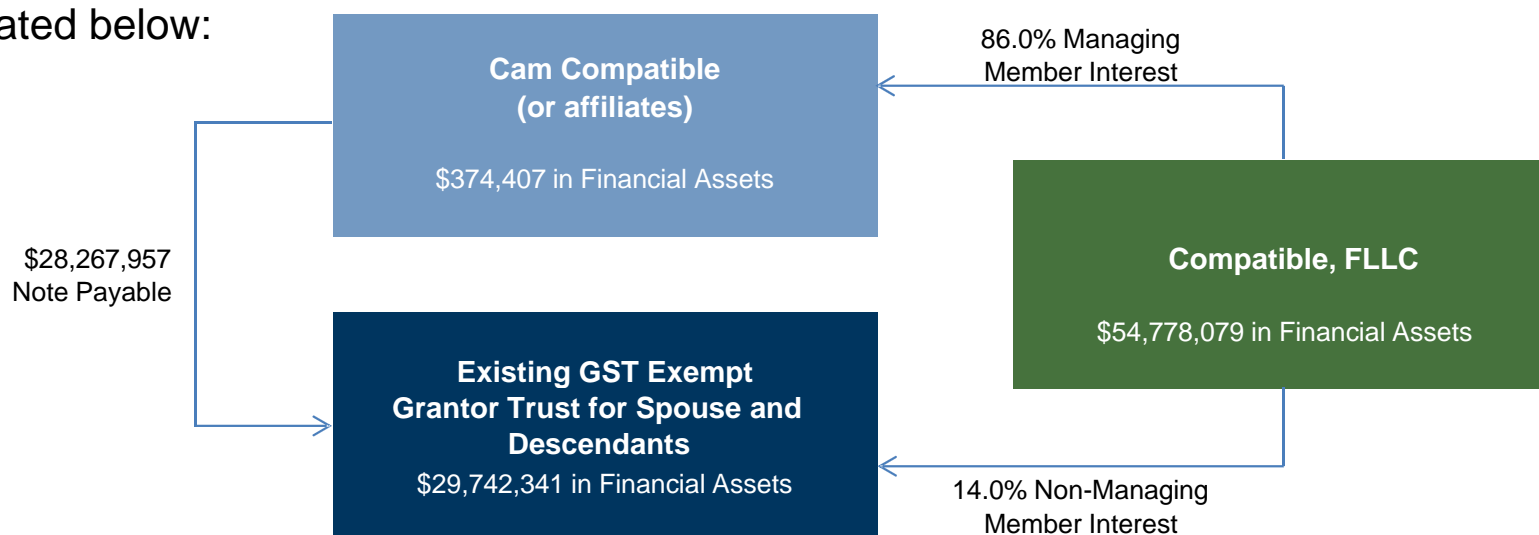 ated below:
Cam Compatible
(or affiliates)
$374,407 in Financial Assets
86.0% Managing
Member Interest
$28,267,957
Note Payable
Compatible, FLLC
$54,778,079 in Financial Assets
Existing GST Exempt
Grantor Trust for Spouse and
Descendants
$29,742,341 in Financial Assets
14.0% Non-Managing
Member Interest